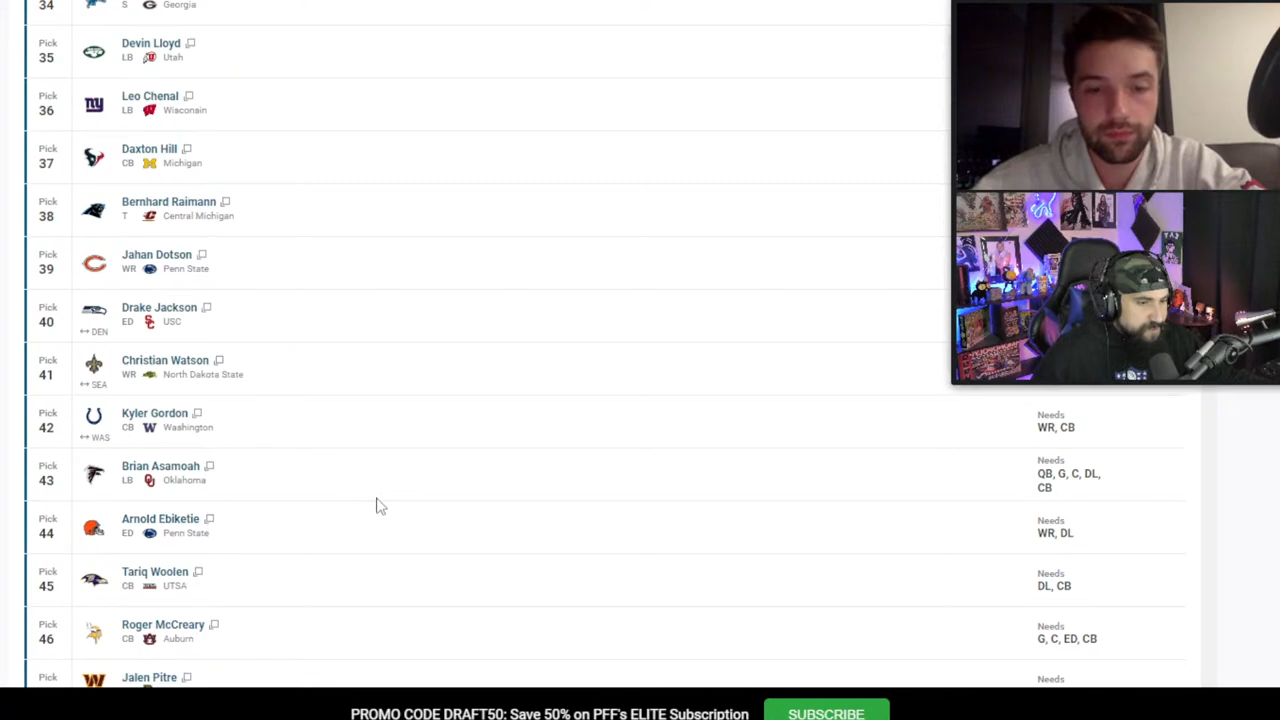 34
S Georgia
Pick
35
Devin Lloyd
LB Utah
Pick
36
Leo Chenal
LB Wisconsin
Pick
37
Daxton Hill
CB Michigan
Pick
38
Bernhard Raimann
T Central Michigan
Pick
39
Jahan Dotson
WR Penn State
Pick
40
↔ DEN
Drake Jackson
ED USC
Pick
41
↔ SEA
Christian Watson
WR North Dakota State
Pick
42
↔ WAS
Kyler Gordon
CB Washington
Needs
WR, CB
Pick
43
Brian Asamoah
LB Oklahoma
Needs
QB, G, C, DL,
CB
Pick
44
Arnold Ebiketie
ED Penn State
Needs
WR, DL
Pick
45
Tariq Woolen
CB UTSA
Needs
DL, CB
Pick
46
Roger McCreary
CB Auburn
Needs
G, C, ED, CB
Pick
Jalen Pitre
Needs
PROMO CODE DRAFT50: Save 50% on PFF's ELITE Subscription
SUBSCRIBE